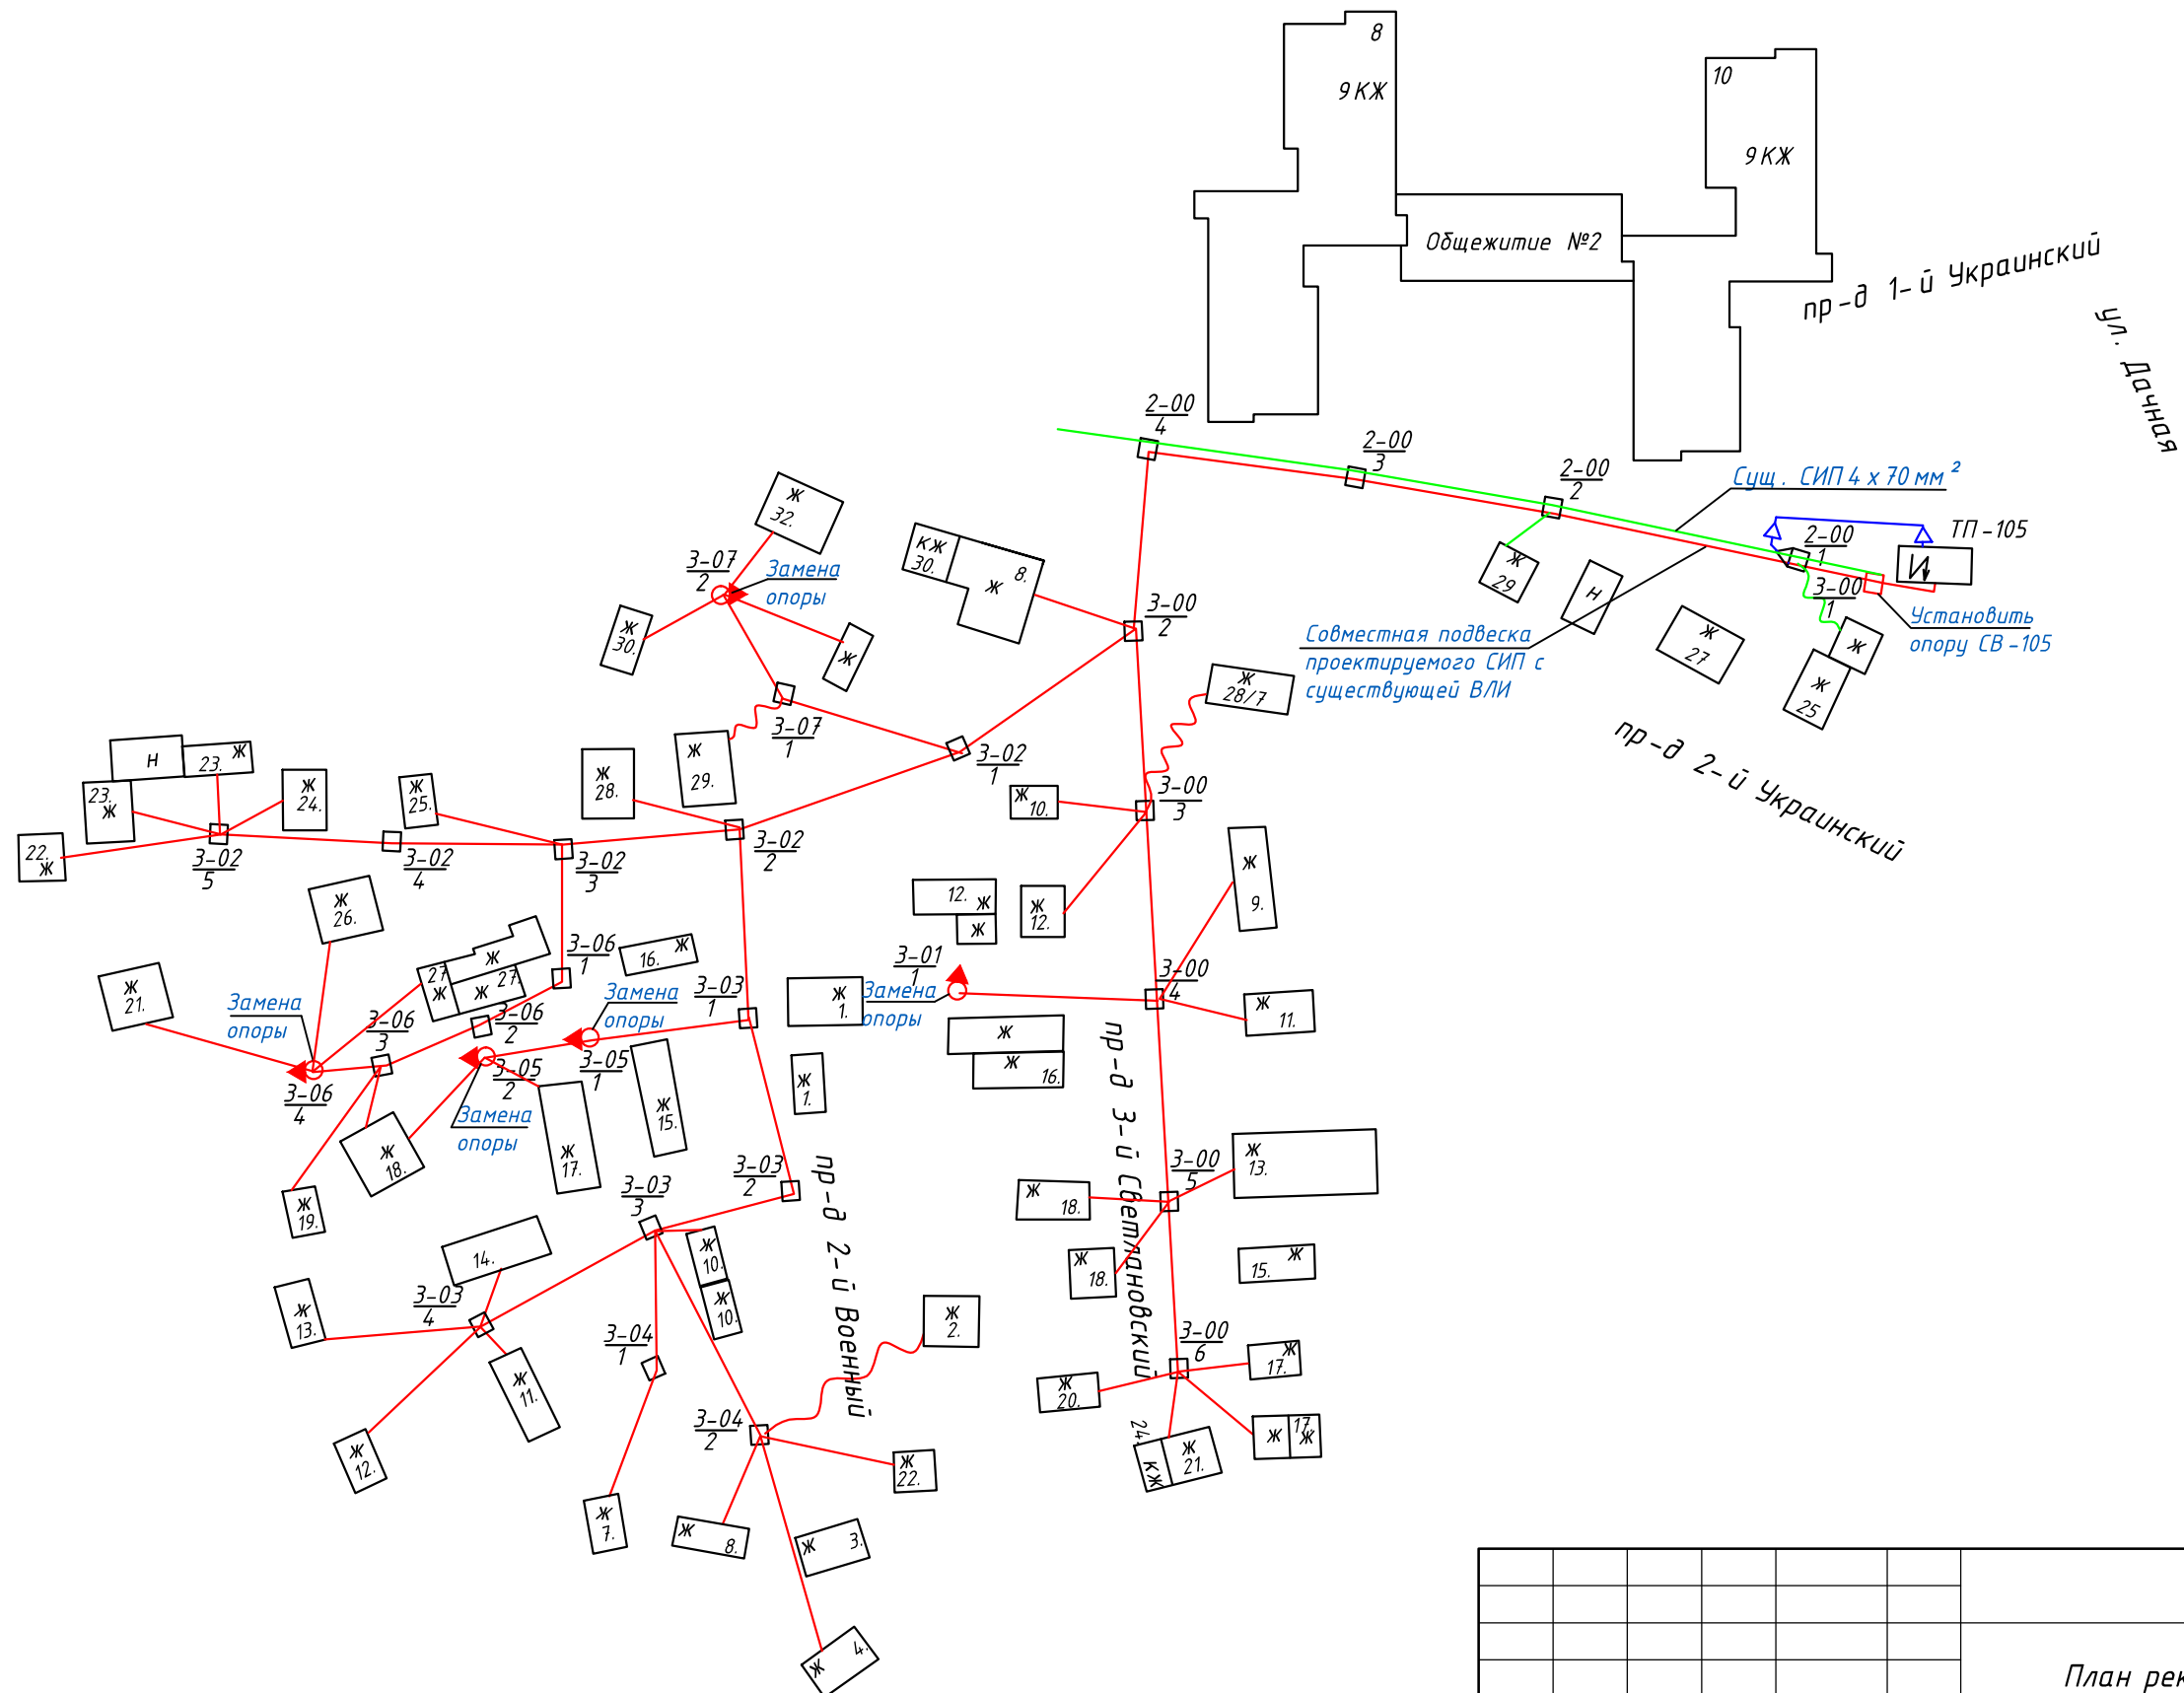 8
9 КЖ
10
9 КЖ
Общежитие №2
пр-д 1-й Украинский
ул. Дачная
2-00
4
2-00
3
2-00
2
Сущ. СИП 4 х 70 мм²
ТП-105
2-00
1
3-00
1
Установить
опору СВ-105
Ж
29
Н
Ж
27
Ж
Ж
25
Совместная подвеска
проектируемого СИП с
существующей ВЛИ
пр-д 2-й Украинский
Ж
32.
3-07
2
Замена
опоры
Ж
30.
Ж
КЖ
30.
Ж
8.
3-00
2
Ж
28/7
3-07
1
3-02
1
Н
23.
Ж
23.
Ж
Ж
24.
Ж
25.
Ж
28.
Ж
29.
22.
Ж
3-02
5
3-02
4
3-02
3
3-02
2
Ж
10.
3-00
3
Ж
26.
12.
Ж
Ж
Ж
12.
Ж
9.
27
Ж
Ж
Ж
27.
3-06
1
16.
Ж
3-01
1
Замена
опоры
3-00
4
Ж
21.
Замена
опоры
3-06
3
3-06
2
Замена
опоры
3-03
1
Ж
1.
Ж
11.
Ж
Ж
16.
3-06
4
3-05
2
3-05
1
Ж
1.
Ж
15.
Замена
опоры
Ж
18.
Ж
17.
Ж
19.
3-03
2
3-03
3
пр-д 2-й Военный
пр-д 3-й Светлановский
3-00
5
Ж
13.
Ж
18.
Ж
18.
15.
Ж
14.
Ж
10.
Ж
10.
Ж
13.
3-03
4
3-04
1
Ж
2.
3-00
6
Ж
17.
Ж
20.
Ж
11.
Ж
12.
3-04
2
Ж
22.
24.
КЖ
Ж
21.
Ж
17.
Ж
Ж
7.
Ж
8.
Ж
3.
Ж
4.
План рек